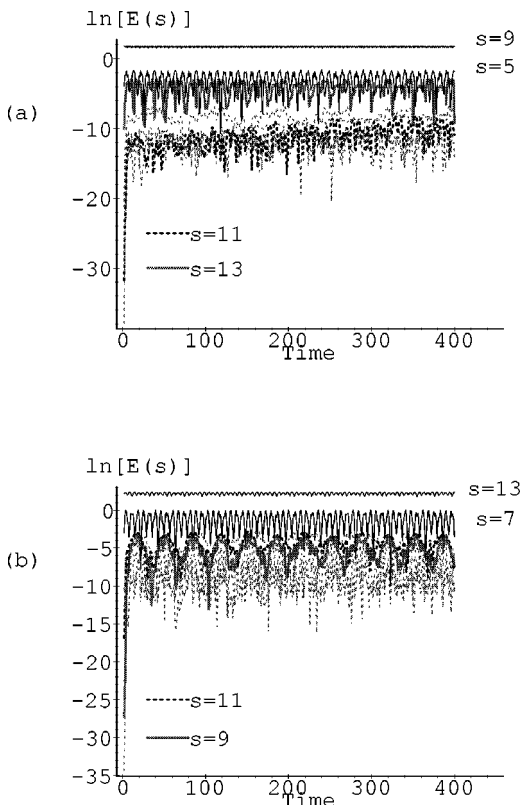 ln[E(s)]
s=9
0
s=5
(a)
-10
-20
s=11
-30
s=13
0 100 200 300 400
Time
ln[E(s)]
s=13
0
s=7
-5
(b)
-10
-15
-20
-25
s=11
-30
s=9
-35
0 100 200 300 400
Time